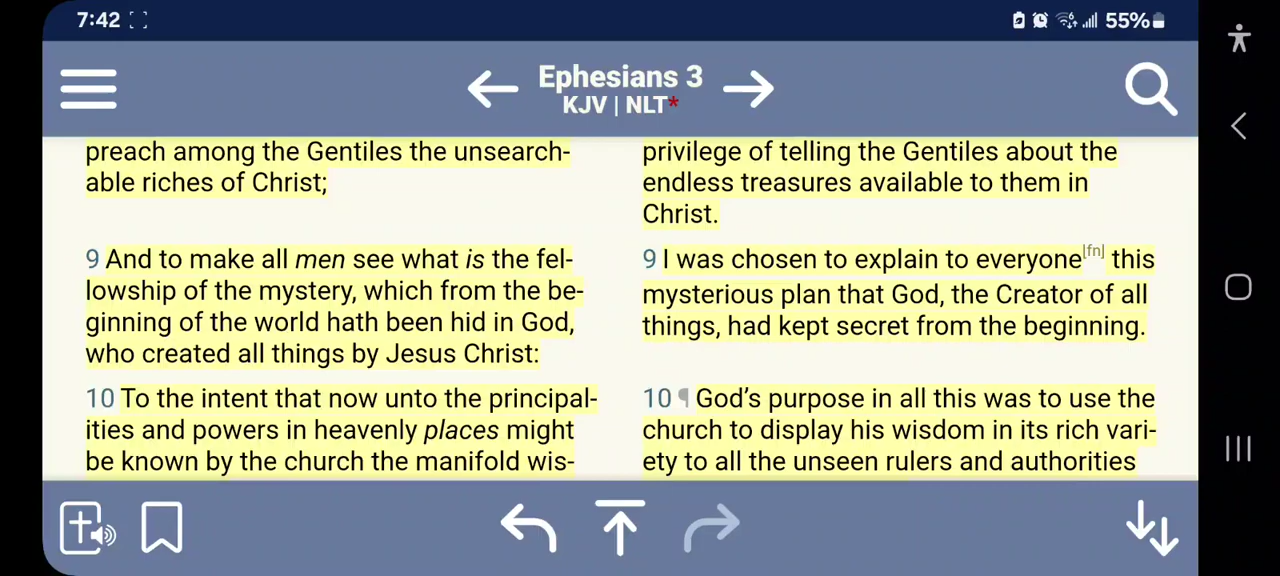 7:42
55%
Ephesians 3
KJV | NLT*
preach among the Gentiles the unsearch-
able riches of Christ;
9 And to make all men see what is the fel-
lowship of the mystery, which from the be-
ginning of the world hath been hid in God,
who created all things by Jesus Christ:
10 To the intent that now unto the principal-
ities and powers in heavenly places might
be known by the church the manifold wis-
privilege of telling the Gentiles about the
endless treasures available to them in
Christ.
9 I was chosen to explain to everyone[fn] this
mysterious plan that God, the Creator of all
things, had kept secret from the beginning.
10 ¶ God’s purpose in all this was to use the
church to display his wisdom in its rich vari-
ety to all the unseen rulers and authorities